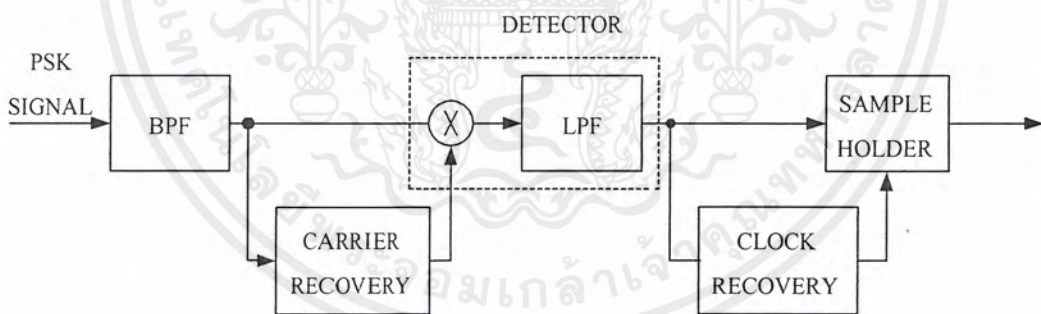 DETECTOR
PSK
SIGNAL
BPF
X
LPF
SAMPLE
HOLDER
CARRIER
RECOVERY
CLOCK
RECOVERY